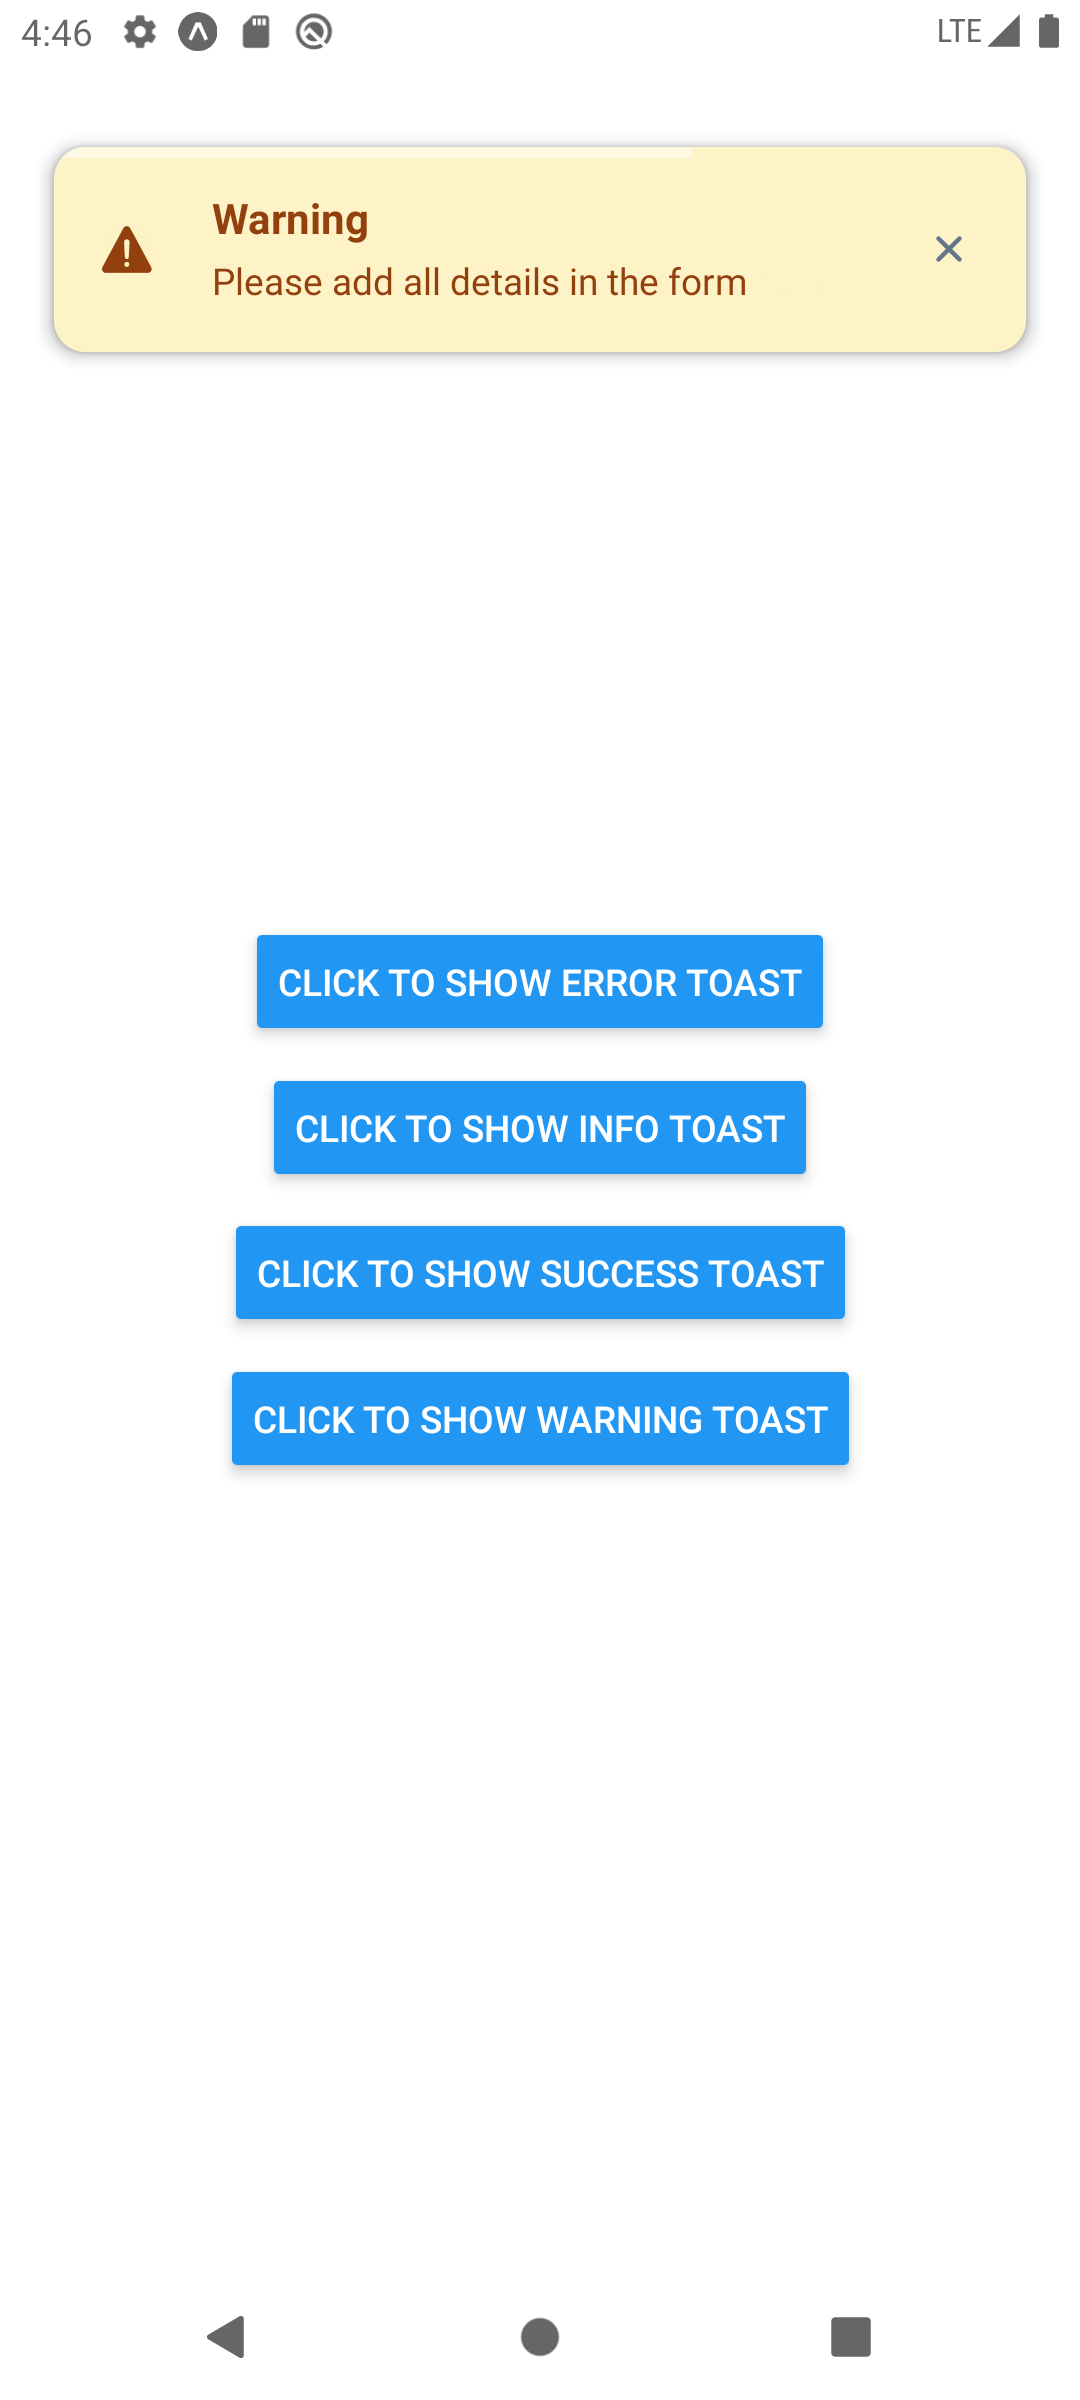 4:46
LTE
Warning
Please add all details in the form
CLICK TO SHOW ERROR TOAST
CLICK TO SHOW INFO TOAST
CLICK TO SHOW SUCCESS TOAST
CLICK TO SHOW WARNING TOAST